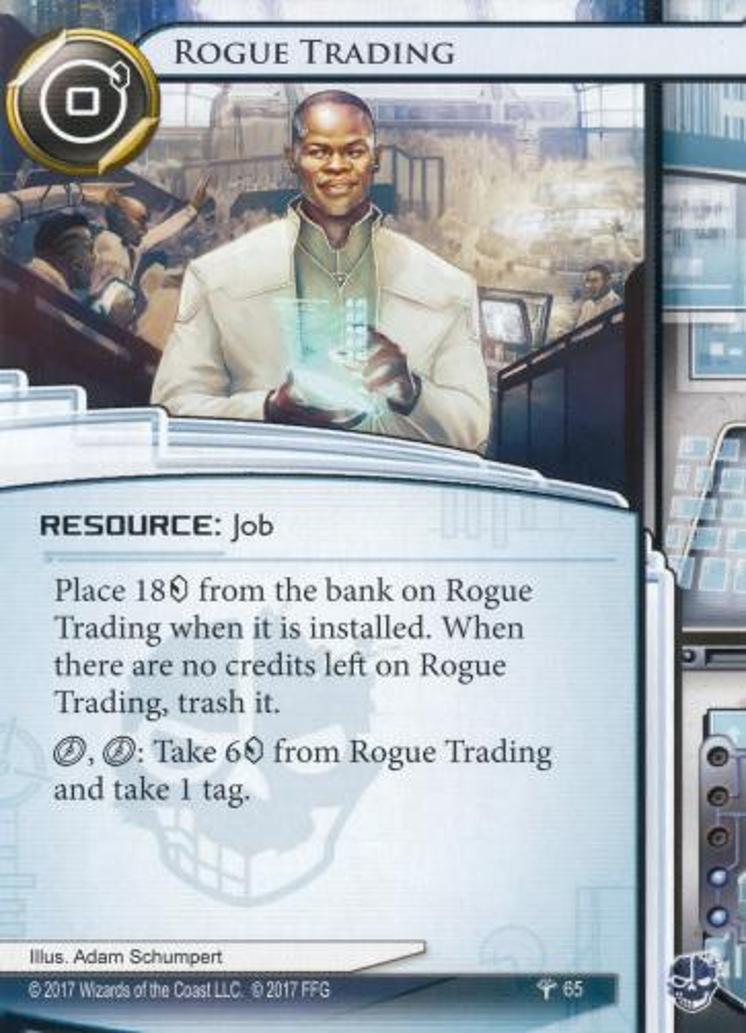 ROGUE TRADING
RESOURCE: Job
Place 18 from the bank on Rogue
Trading when it is installed. When
there are no credits left on Rogue
Trading, trash it.
, : Take 6 from Rogue Trading
and take 1 tag.
Illus. Adam Schumpert
© 2017 Wizards of the Coast LLC. © 2017 FFG
65